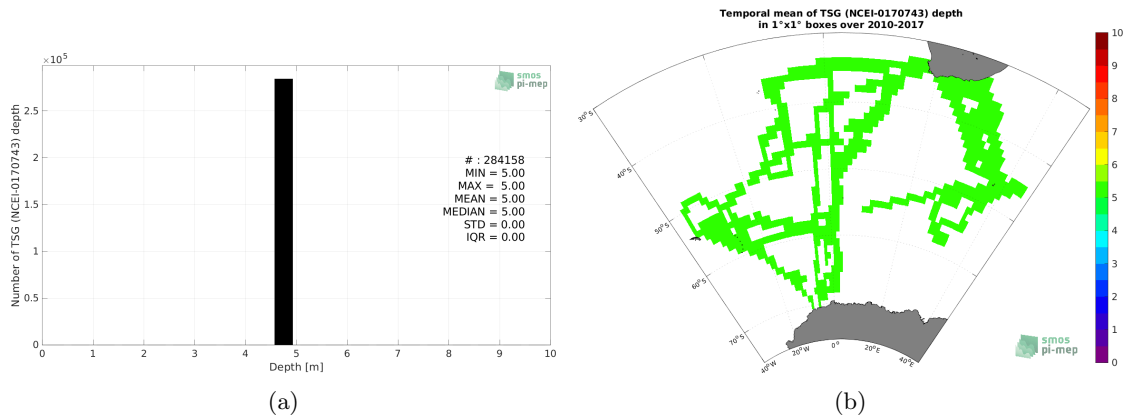 ×10⁵
2.5
2
1.5
1
0.5
0
0 1 2 3 4 5 6 7 8 9 10
Number of TSG (NCEI-0170743) depth
Depth [m]
smos
pi-mep
# : 284158
MIN = 5.00
MAX = 5.00
MEAN = 5.00
MEDIAN = 5.00
STD = 0.00
IQR = 0.00
(a)
Temporal mean of TSG (NCEI-0170743) depth
in 1°x1° boxes over 2010-2017
30°S
40°S
50°S
60°S
70°S
40°W
20°W
0°
20°E
40°E
smos
pi-mep
10
9
8
7
6
5
4
3
2
1
0
(b)